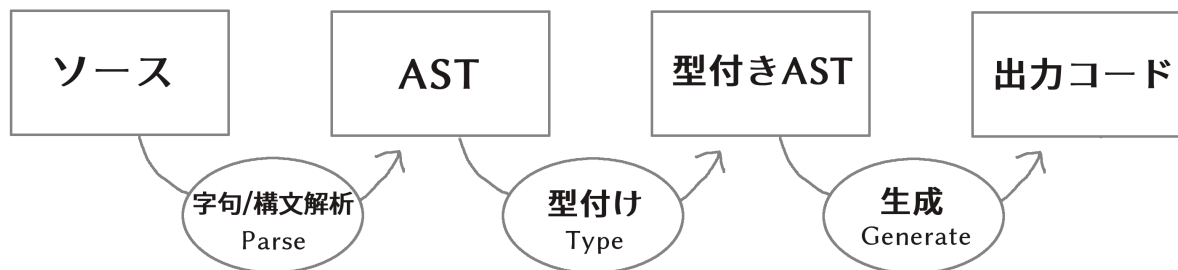 ソース
AST
型付きAST
出力コード
字句/構文解析
Parse
型付け
Type
生成
Generate